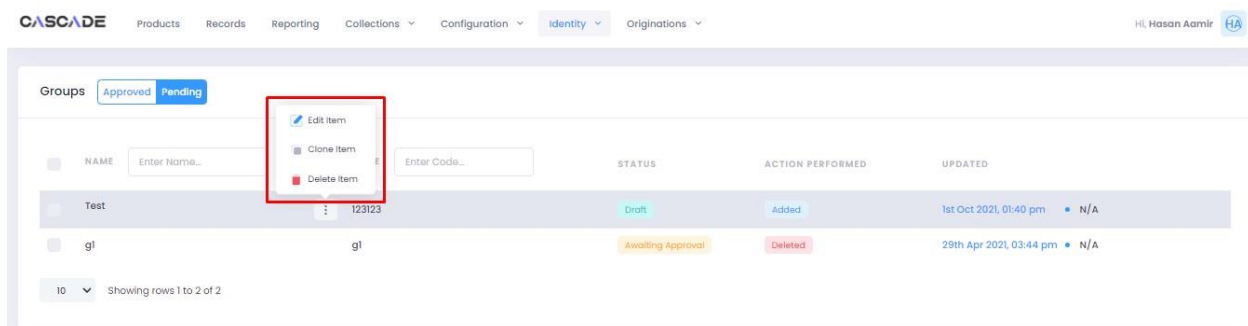 CASCADE Products Records Reporting Collections Configuration Identity Originations Hi, Hasan Aamir HA
Groups Approved Pending
Edit Item
Clone Item
Delete Item
NAME Enter Name... E Enter Code... STATUS ACTION PERFORMED UPDATED
Test 123123 Draft Added 1st Oct 2021, 01:40 pm N/A
g1 g1 Awaiting Approval Deleted 29th Apr 2021, 03:44 pm N/A
10 Showing rows 1 to 2 of 2